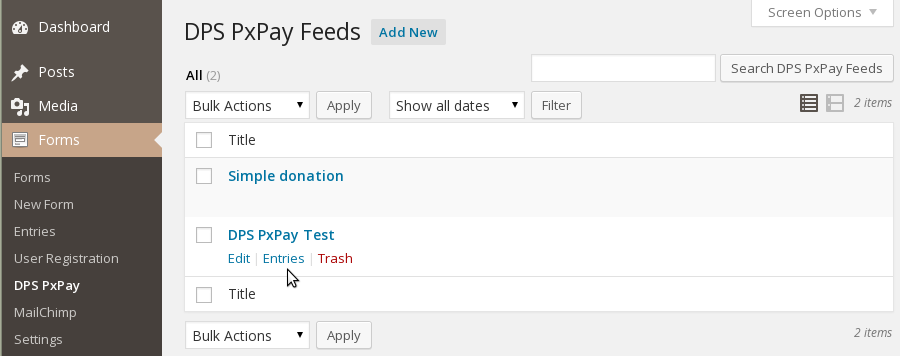 Dashboard
Posts
Media
Forms
Forms
New Form
Entries
User Registration
DPS PxPay
MailChimp
Settings
Screen Options
DPS PxPay Feeds Add New
All (2)
Search DPS PxPay Feeds
Bulk Actions Apply Show all dates Filter 2 items
Title
Simple donation
DPS PxPay Test
Edit | Entries | Trash
Title
Bulk Actions Apply 2 items